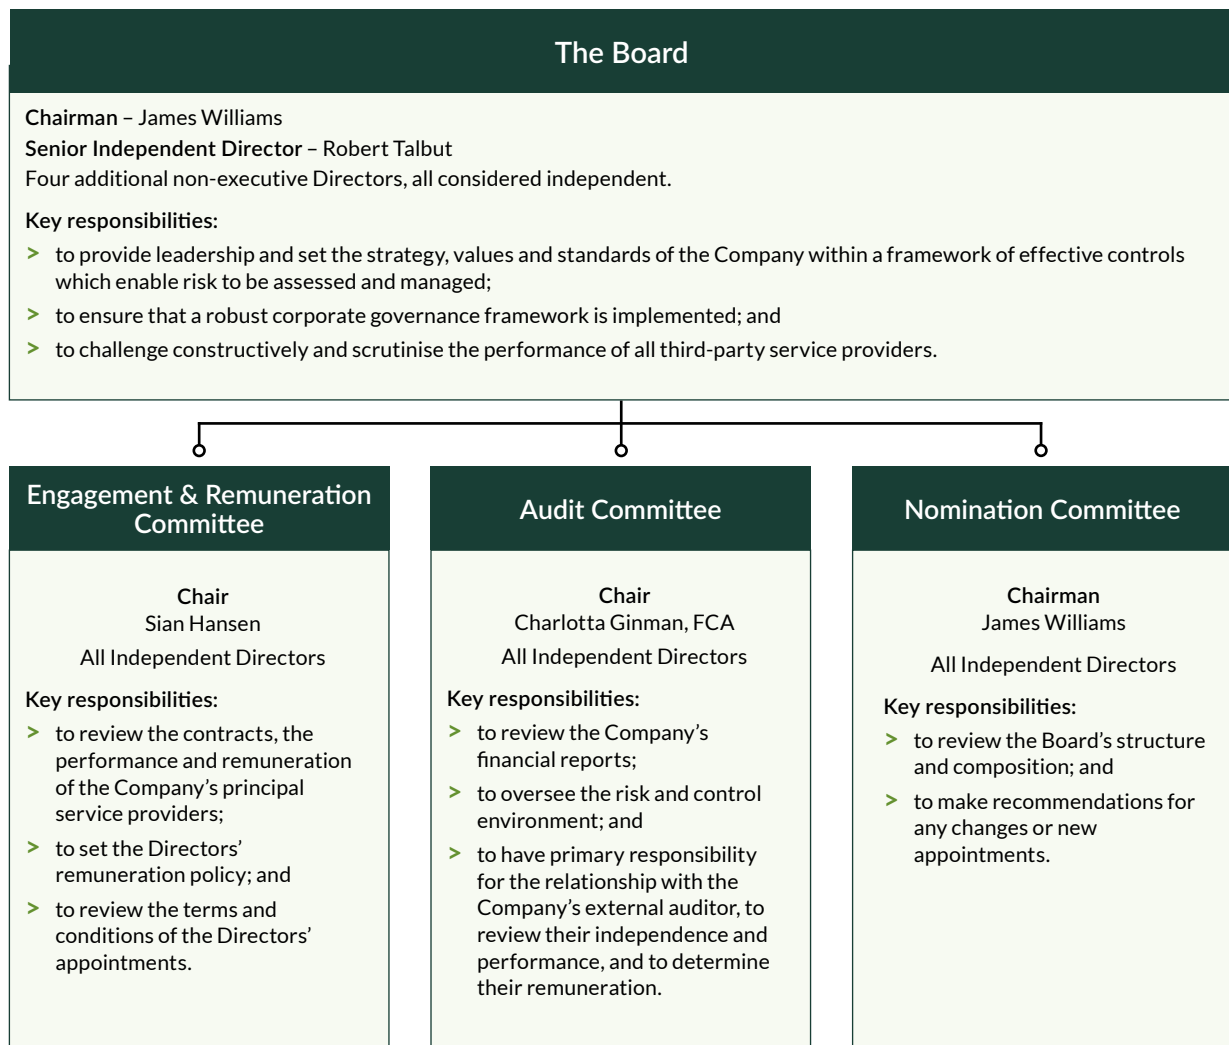 The Board
Chairman – James Williams
Senior Independent Director – Robert Talbut
Four additional non-executive Directors, all considered independent.
Key responsibilities:
> to provide leadership and set the strategy, values and standards of the Company within a framework of effective controls
which enable risk to be assessed and managed;
> to ensure that a robust corporate governance framework is implemented; and
> to challenge constructively and scrutinise the performance of all third-party service providers.
Engagement & Remuneration
Committee
Chair
Sian Hansen
All Independent Directors
Key responsibilities:
> to review the contracts, the
performance and remuneration
of the Company’s principal
service providers;
> to set the Directors’
remuneration policy; and
> to review the terms and
conditions of the Directors’
appointments.
Audit Committee
Chair
Charlotta Ginman, FCA
All Independent Directors
Key responsibilities:
> to review the Company’s
financial reports;
> to oversee the risk and control
environment; and
> to have primary responsibility
for the relationship with the
Company’s external auditor, to
review their independence and
performance, and to determine
their remuneration.
Nomination Committee
Chairman
James Williams
All Independent Directors
Key responsibilities:
> to review the Board’s structure
and composition; and
> to make recommendations for
any changes or new
appointments.